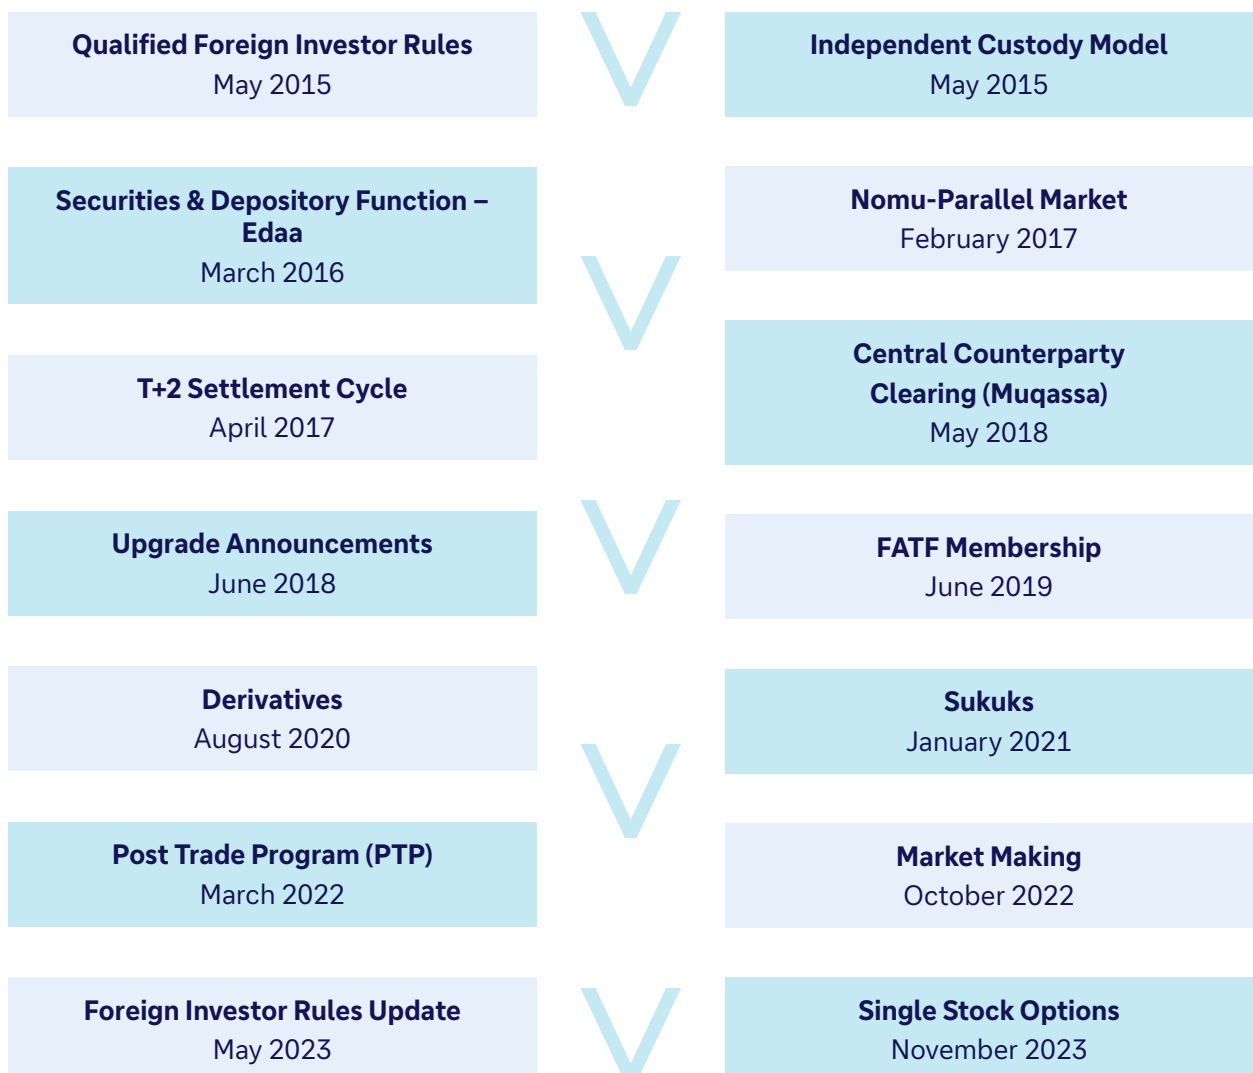 Qualified Foreign Investor Rules
May 2015
Independent Custody Model
May 2015
Securities & Depository Function –
Edaa
March 2016
Nomu-Parallel Market
February 2017
T+2 Settlement Cycle
April 2017
Central Counterparty
Clearing (Muqassa)
May 2018
Upgrade Announcements
June 2018
FATF Membership
June 2019
Derivatives
August 2020
Sukuks
January 2021
Post Trade Program (PTP)
March 2022
Market Making
October 2022
Foreign Investor Rules Update
May 2023
Single Stock Options
November 2023